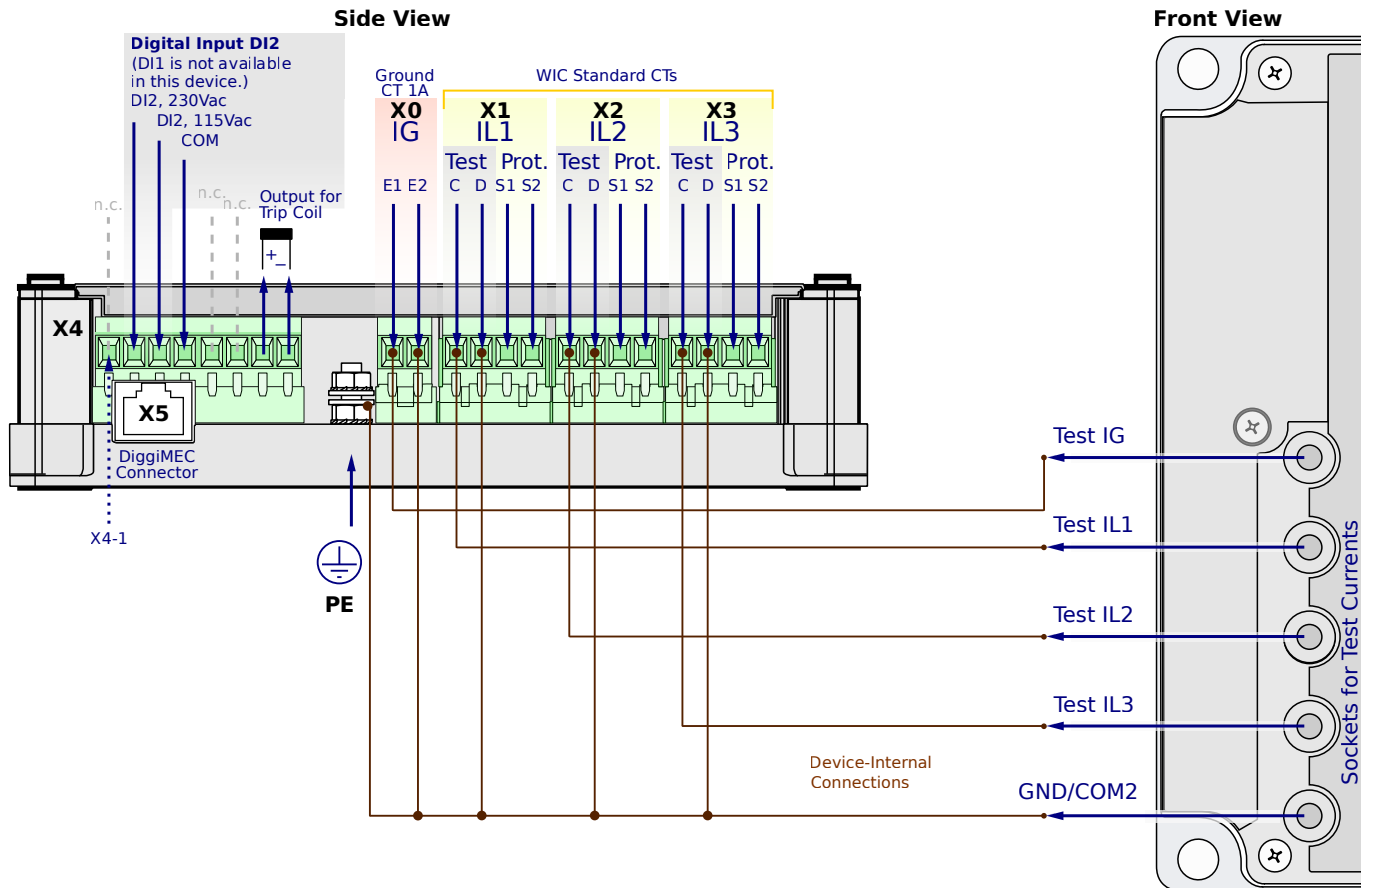 Side View
Front View
Digital Input DI2
(DI1 is not available
in this device.)
DI2, 230Vac
DI2, 115Vac
COM
n.c.
n.c.
n.c.
Output for
Trip Coil
+
−
Ground
CT 1A
WIC Standard CTs
X0
IG
E1 E2
X1
IL1
Test Prot.
C D S1 S2
X2
IL2
Test Prot.
C D S1 S2
X3
IL3
Test Prot.
C D S1 S2
X4
X5
DiggiMEC
Connector
X4-1
PE
Test IG
Test IL1
Test IL2
Test IL3
GND/COM2
Device-Internal
Connections
Sockets for Test Currents